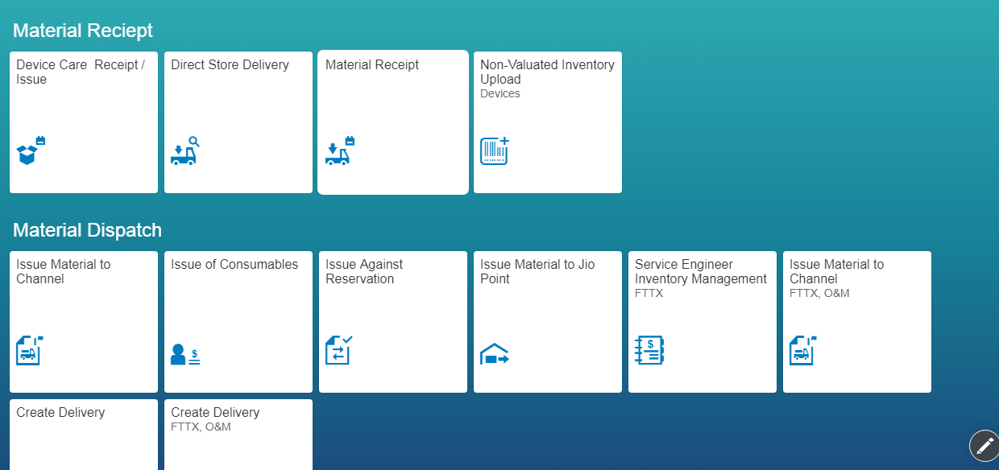 Material Reciept
Device Care  Receipt /
Issue
Direct Store Delivery
Material Receipt
Non-Valuated Inventory
Upload
Devices
Material Dispatch
Issue Material to
Channel
Issue of Consumables
Issue Against
Reservation
Issue Material to Jio
Point
Service Engineer
Inventory Management
FTTX
Issue Material to
Channel
FTTX, O&M
Create Delivery
Create Delivery
FTTX, O&M